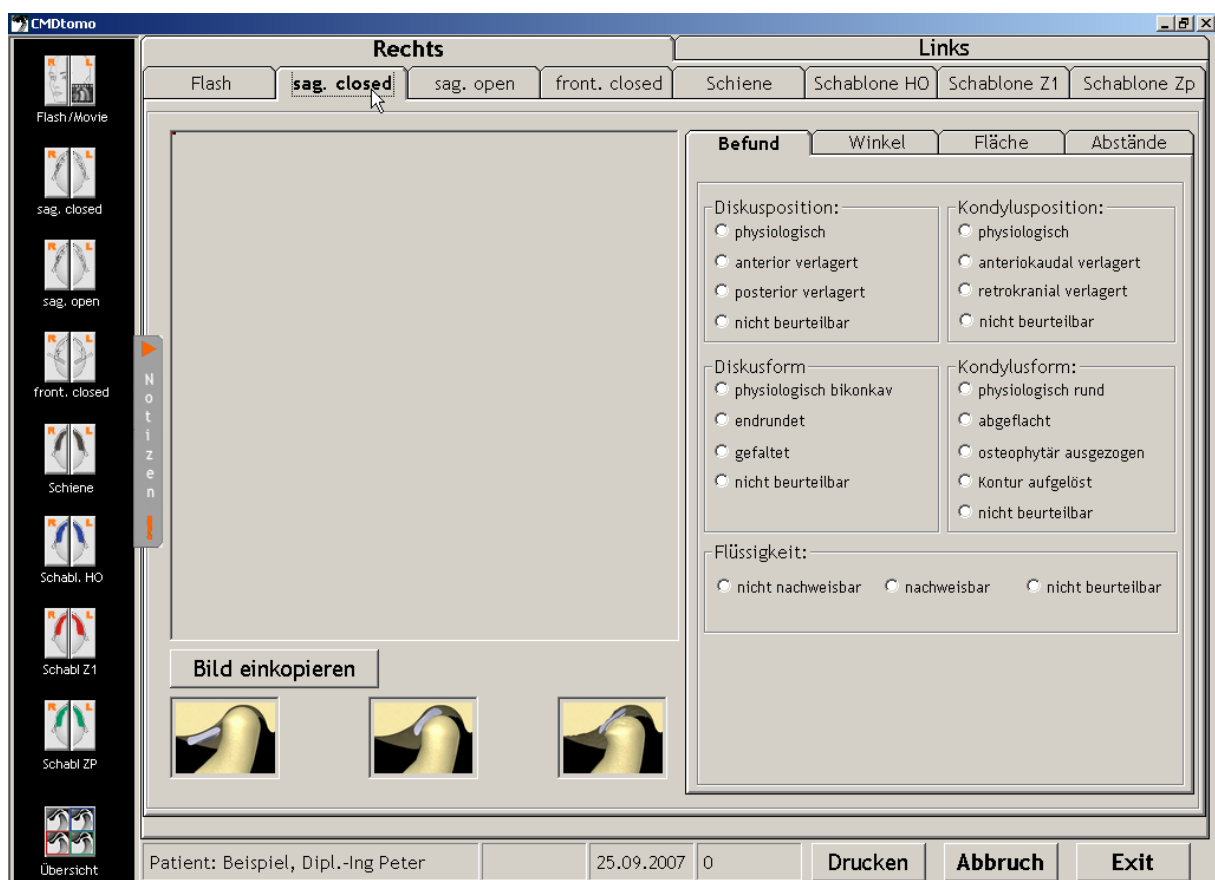 CMDtomo
Rechts
Links
Flash
sag. closed
sag. open
front. closed
Schiene
Schablone HO
Schablone Z1
Schablone Zp
R L
Flash/Movie
R L
sag. closed
R L
sag. open
R L
front. closed
R L
Schiene
R L
Schabl. HO
R L
Schabl Z1
R L
Schabl ZP
Übersicht
Notizen !
Bild einkopieren
Befund
Winkel
Fläche
Abstände
Diskusposition:
physiologisch
anterior verlagert
posterior verlagert
nicht beurteilbar
Kondylusposition:
physiologisch
anteriokaudal verlagert
retrokranial verlagert
nicht beurteilbar
Diskusform
physiologisch bikonkav
endrundet
gefaltet
nicht beurteilbar
Kondylusform:
physiologisch rund
abgeflacht
osteophytär ausgezogen
Kontur aufgelöst
nicht beurteilbar
Flüssigkeit:
nicht nachweisbar
nachweisbar
nicht beurteilbar
Patient: Beispiel, Dipl.-Ing Peter
25.09.2007
0
Drucken
Abbruch
Exit